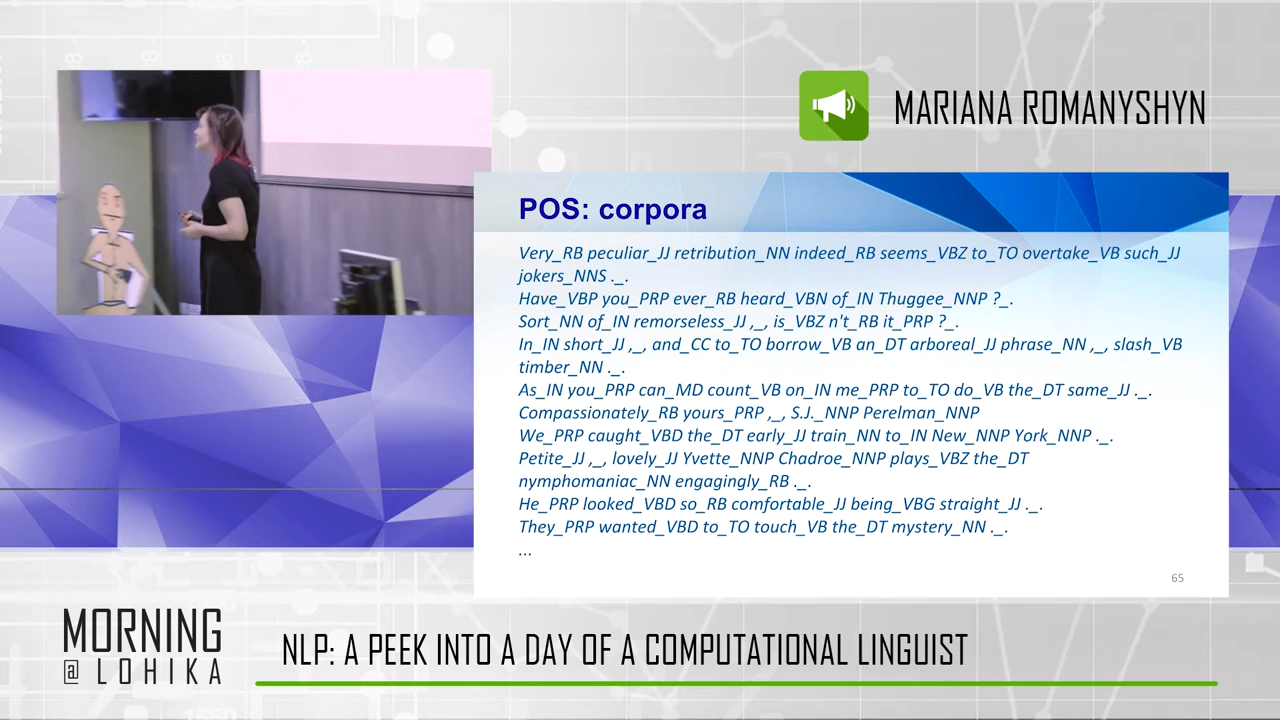 MARIANA ROMANYSHYN
POS: corpora
Very_RB peculiar_JJ retribution_NN indeed_RB seems_VBZ to_TO overtake_VB such_JJ
jokers_NNS ._.
Have_VBP you_PRP ever_RB heard_VBN of_IN Thuggee_NNP ?_.
Sort_NN of_IN remorseless_JJ ,_, is_VBZ n't_RB it_PRP ?_.
In_IN short_JJ ,_, and_CC to_TO borrow_VB an_DT arboreal_JJ phrase_NN ,_, slash_VB
timber_NN ._.
As_IN you_PRP can_MD count_VB on_IN me_PRP to_TO do_VB the_DT same_JJ ._.
Compassionately_RB yours_PRP ,_, S.J._NNP Perelman_NNP
We_PRP caught_VBD the_DT early_JJ train_NN to_IN New_NNP York_NNP ._.
Petite_JJ ,_, lovely_JJ Yvette_NNP Chadroe_NNP plays_VBZ the_DT
nymphomaniac_NN engagingly_RB ._.
He_PRP looked_VBD so_RB comfortable_JJ being_VBG straight_JJ ._.
They_PRP wanted_VBD to_TO touch_VB the_DT mystery_NN ._.
...
65
MORNING
@ LOHIKA
NLP: A PEEK INTO A DAY OF A COMPUTATIONAL LINGUIST